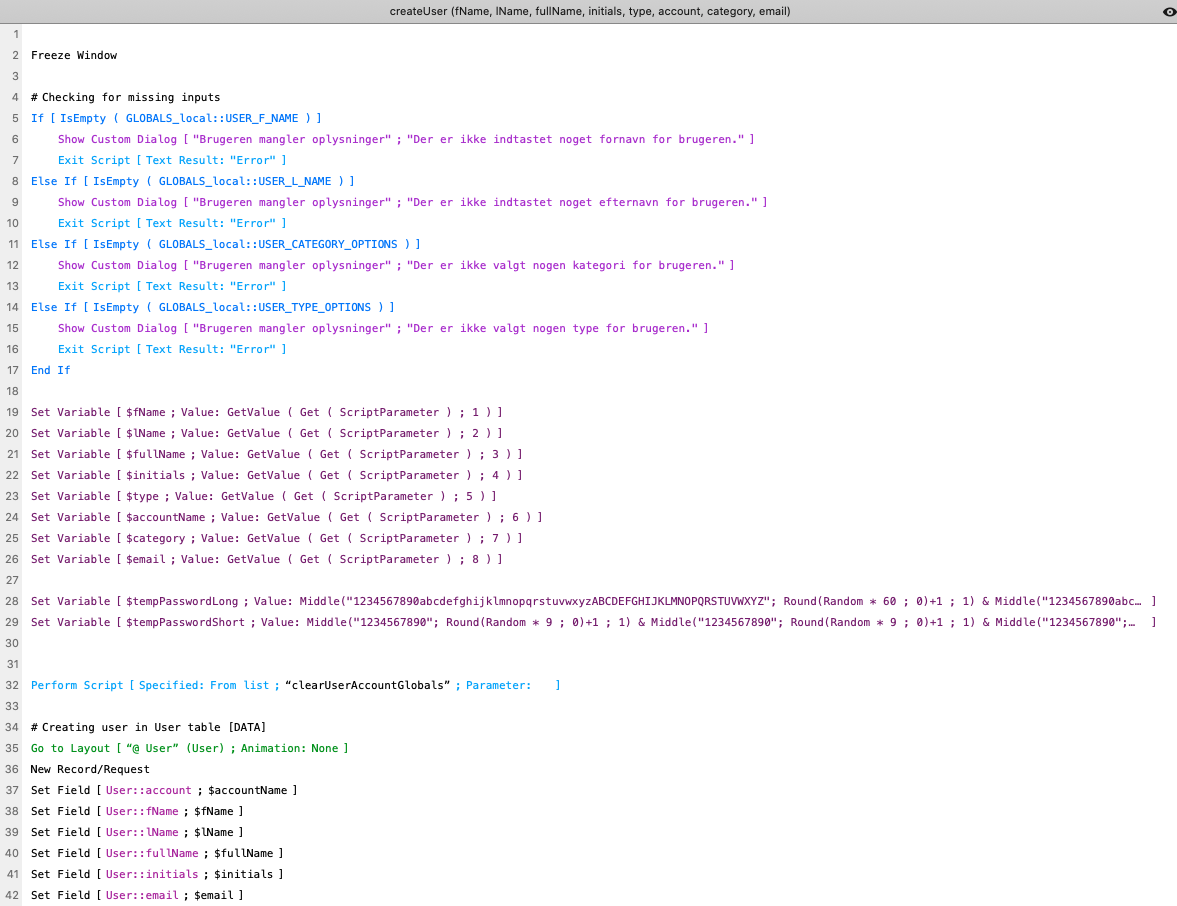 createUser (fName, lName, fullName, initials, type, account, category, email)
1
2 Freeze Window
3
4 # Checking for missing inputs
5 If [ IsEmpty ( GLOBALS_local::USER_F_NAME ) ]
6 Show Custom Dialog [ "Brugeren mangler oplysninger" ; "Der er ikke indtastet noget fornavn for brugeren." ]
7 Exit Script [ Text Result: "Error" ]
8 Else If [ IsEmpty ( GLOBALS_local::USER_L_NAME ) ]
9 Show Custom Dialog [ "Brugeren mangler oplysninger" ; "Der er ikke indtastet noget efternavn for brugeren." ]
10 Exit Script [ Text Result: "Error" ]
11 Else If [ IsEmpty ( GLOBALS_local::USER_CATEGORY_OPTIONS ) ]
12 Show Custom Dialog [ "Brugeren mangler oplysninger" ; "Der er ikke valgt nogen kategori for brugeren." ]
13 Exit Script [ Text Result: "Error" ]
14 Else If [ IsEmpty ( GLOBALS_local::USER_TYPE_OPTIONS ) ]
15 Show Custom Dialog [ "Brugeren mangler oplysninger" ; "Der er ikke valgt nogen type for brugeren." ]
16 Exit Script [ Text Result: "Error" ]
17 End If
18
19 Set Variable [ $fName ; Value: GetValue ( Get ( ScriptParameter ) ; 1 ) ]
20 Set Variable [ $lName ; Value: GetValue ( Get ( ScriptParameter ) ; 2 ) ]
21 Set Variable [ $fullName ; Value: GetValue ( Get ( ScriptParameter ) ; 3 ) ]
22 Set Variable [ $initials ; Value: GetValue ( Get ( ScriptParameter ) ; 4 ) ]
23 Set Variable [ $type ; Value: GetValue ( Get ( ScriptParameter ) ; 5 ) ]
24 Set Variable [ $accountName ; Value: GetValue ( Get ( ScriptParameter ) ; 6 ) ]
25 Set Variable [ $category ; Value: GetValue ( Get ( ScriptParameter ) ; 7 ) ]
26 Set Variable [ $email ; Value: GetValue ( Get ( ScriptParameter ) ; 8 ) ]
27
28 Set Variable [ $tempPasswordLong ; Value: Middle("1234567890abcdefghijklmnopqrstuvwxyzABCDEFGHIJKLMNOPQRSTUVWXYZ"; Round(Random * 60 ; 0)+1 ; 1) & Middle("1234567890abc… ]
29 Set Variable [ $tempPasswordShort ; Value: Middle("1234567890"; Round(Random * 9 ; 0)+1 ; 1) & Middle("1234567890"; Round(Random * 9 ; 0)+1 ; 1) & Middle("1234567890";… ]
30
31
32 Perform Script [ Specified: From list ; “clearUserAccountGlobals” ; Parameter: ]
33
34 # Creating user in User table [DATA]
35 Go to Layout [ “@ User” (User) ; Animation: None ]
36 New Record/Request
37 Set Field [ User::account ; $accountName ]
38 Set Field [ User::fName ; $fName ]
39 Set Field [ User::lName ; $lName ]
40 Set Field [ User::fullName ; $fullName ]
41 Set Field [ User::initials ; $initials ]
42 Set Field [ User::email ; $email ]